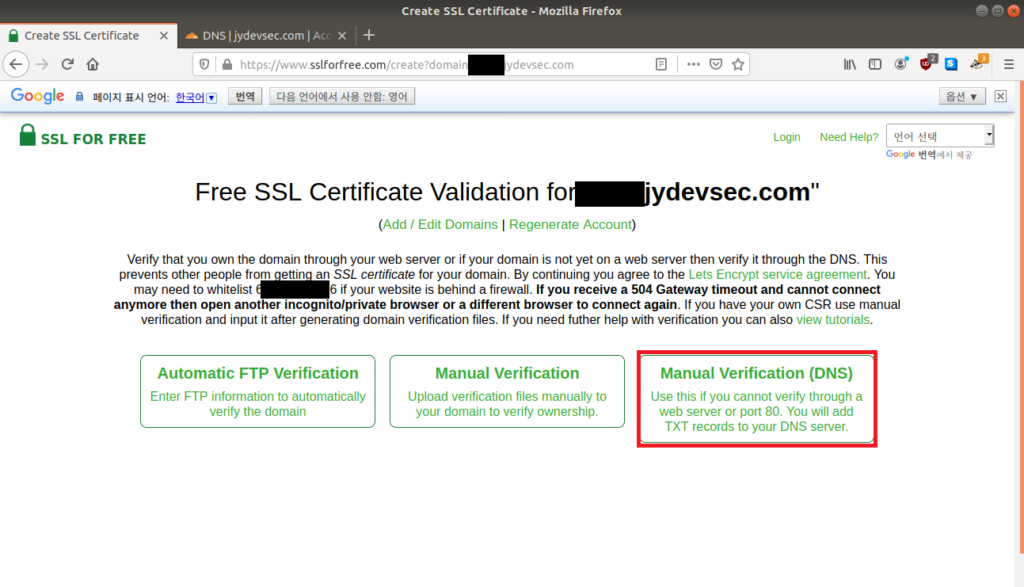 Create SSL Certificate - Mozilla Firefox
Create SSL Certificate
DNS | jydevsec.com | Acc
https://www.sslforfree.com/create?domain jydevsec.com
2
3
Google 페이지 표시 언어: 한국어 번역 다음 언어에서 사용 안함: 영어 옵션 ▼
SSL FOR FREE
Login Need Help? 언어 선택
Google 번역에서 제공
Free SSL Certificate Validation for jydevsec.com"
(Add / Edit Domains | Regenerate Account)
Verify that you own the domain through your web server or if your domain is not yet on a web server then verify it through the DNS. This
prevents other people from getting an SSL certificate for your domain. By continuing you agree to the Lets Encrypt service agreement. You
may need to whitelist 6 6 if your website is behind a firewall. If you receive a 504 Gateway timeout and cannot connect
anymore then open another incognito/private browser or a different browser to connect again. If you have your own CSR use manual
verification and input it after generating domain verification files. If you need futher help with verification you can also view tutorials.
Automatic FTP Verification
Enter FTP information to automatically
verify the domain
Manual Verification
Upload verification files manually to
your domain to verify ownership.
Manual Verification (DNS)
Use this if you cannot verify through a
web server or port 80. You will add
TXT records to your DNS server.